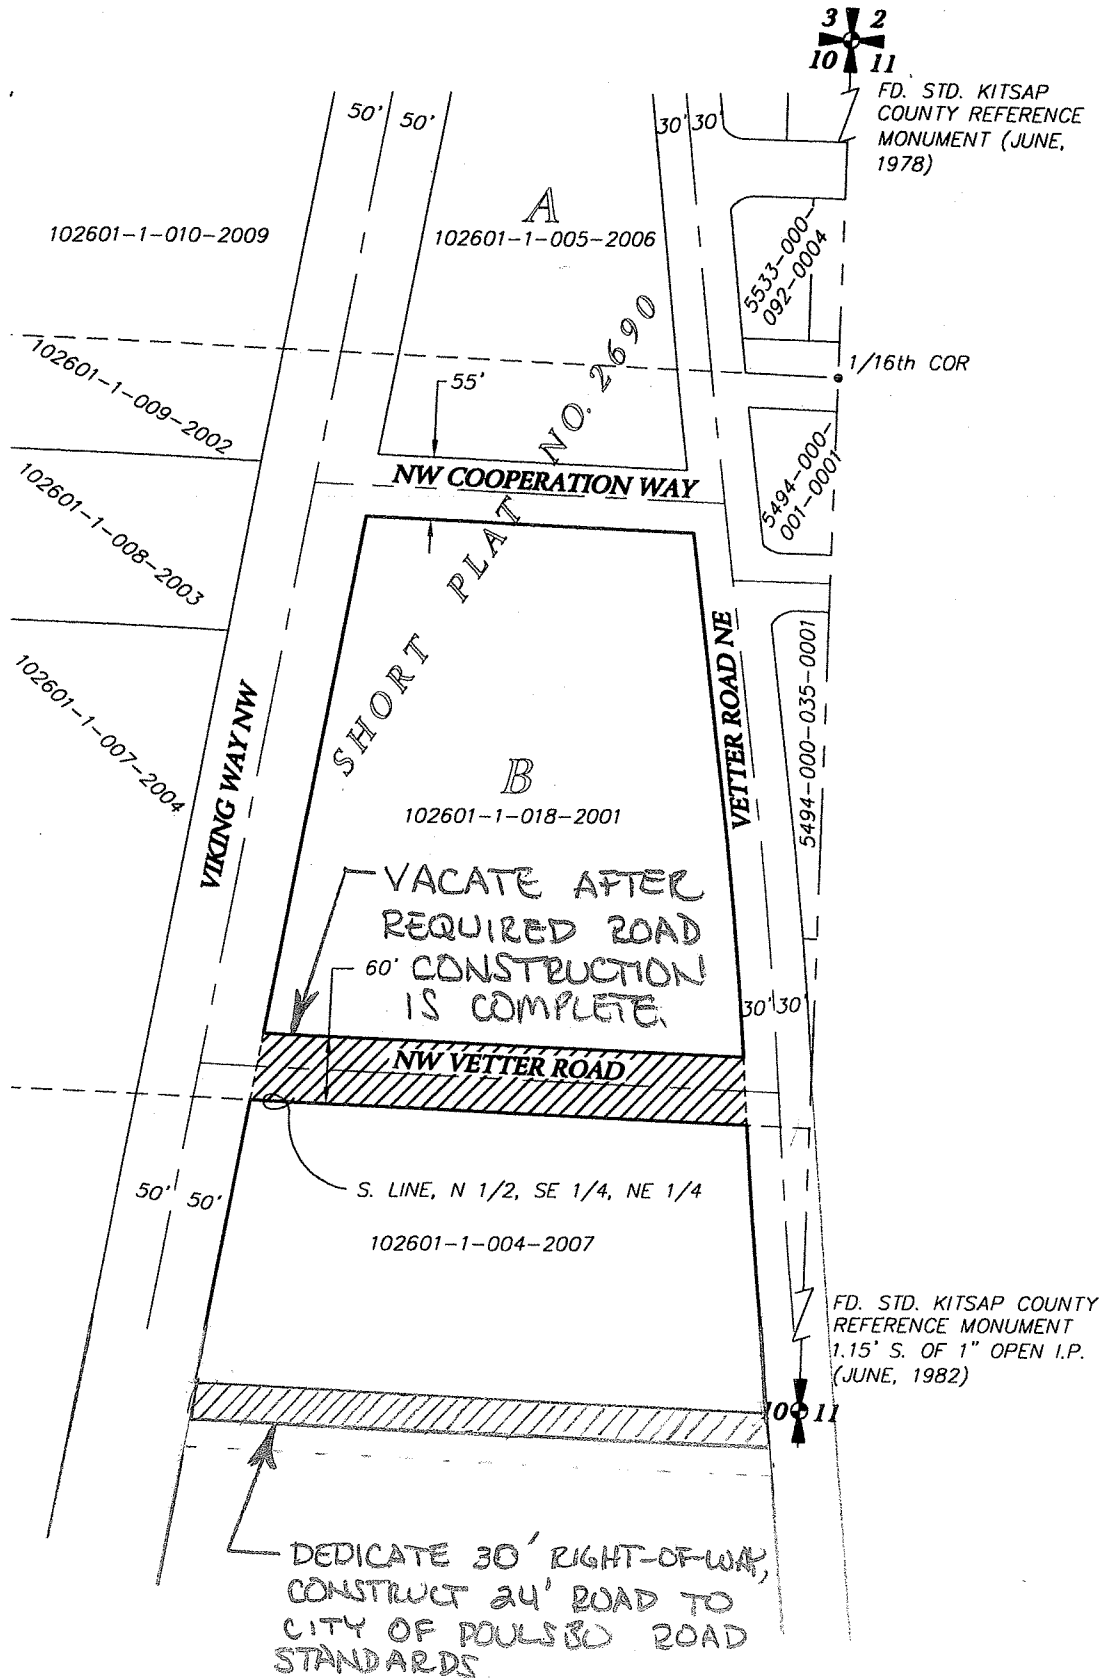 3 2
10 11
FD. STD. KITSAP
COUNTY REFERENCE
MONUMENT (JUNE,
1978)
50' 50'
30' 30'
A
102601-1-010-2009
102601-1-005-2006
5533-000-
092-0004
102601-1-009-2002
1/16th COR
55'
NW COOPERATION WAY
5494-000-
001-0001
102601-1-008-2003
SHORT PLAT NO. 2690
102601-1-007-2004
VIKING WAY NW
VETTER ROAD NE
5494-000-035-0001
B
102601-1-018-2001
VACATE AFTER
REQUIRED ROAD
60' CONSTRUCTION
IS COMPLETE.
30' 30'
NW VETTER ROAD
50' 50'
S. LINE, N 1/2, SE 1/4, NE 1/4
102601-1-004-2007
FD. STD. KITSAP COUNTY
REFERENCE MONUMENT
1.15' S. OF 1" OPEN I.P.
(JUNE, 1982)
10 11
DEDICATE 30' RIGHT-OF-WAY,
CONSTRUCT 24' ROAD TO
CITY OF POULSBO ROAD
STANDARDS